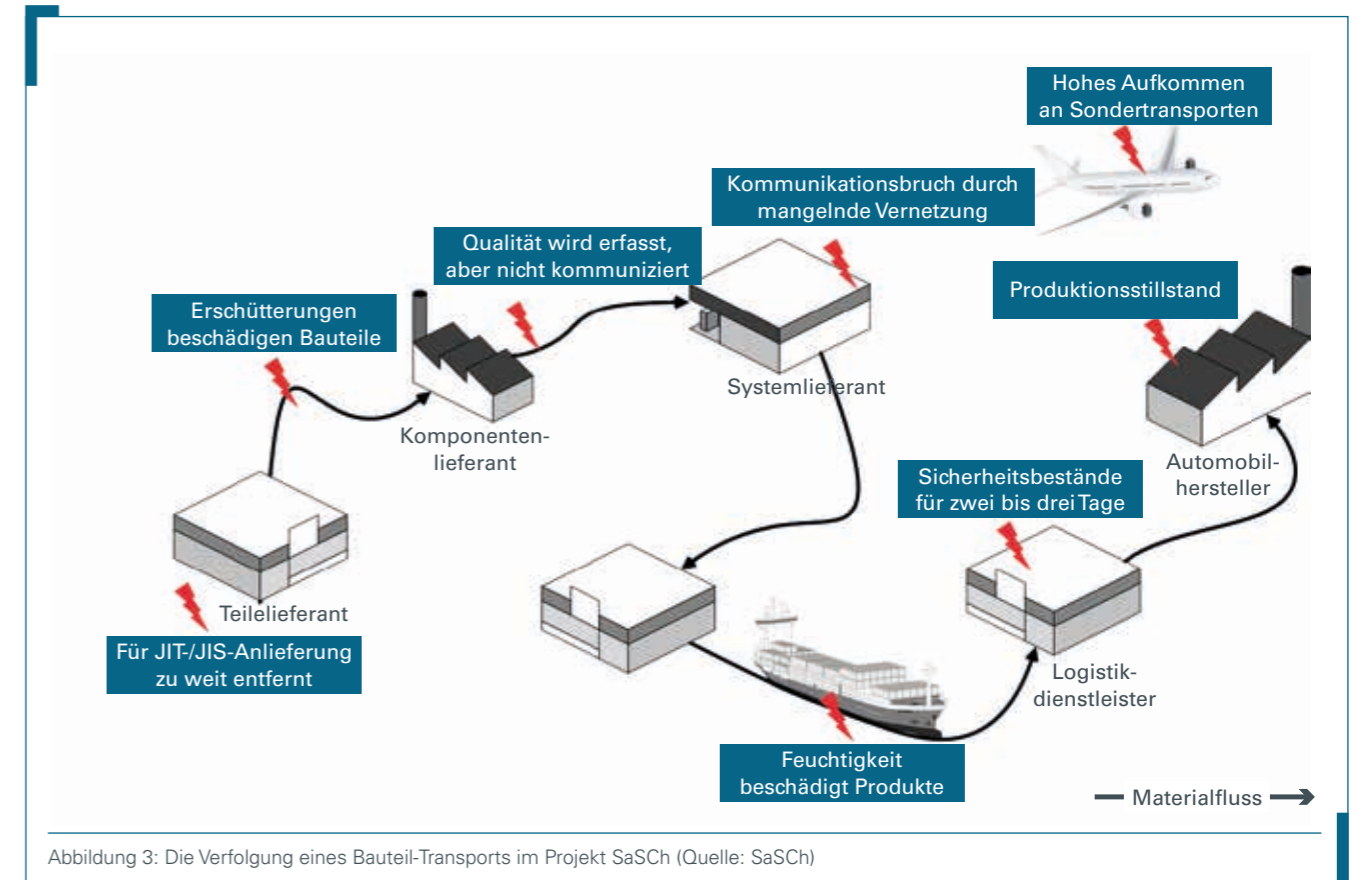 Hohes Aufkommen
an Sondertransporten
Kommunikationsbruch durch
mangelnde Vernetzung
Qualität wird erfasst,
aber nicht kommuniziert
Produktionsstillstand
Erschütterungen
beschädigen Bauteile
Systemlieferant
Komponenten-
lieferant
Automobil-
hersteller
Sicherheitsbestände
für zwei bis drei Tage
Teilelieferant
Für JIT-/JIS-Anlieferung
zu weit entfernt
Logistik-
dienstleister
Feuchtigkeit
beschädigt Produkte
Materialfluss
Abbildung 3: Die Verfolgung eines Bauteil-Transports im Projekt SaSCh (Quelle: SaSCh)